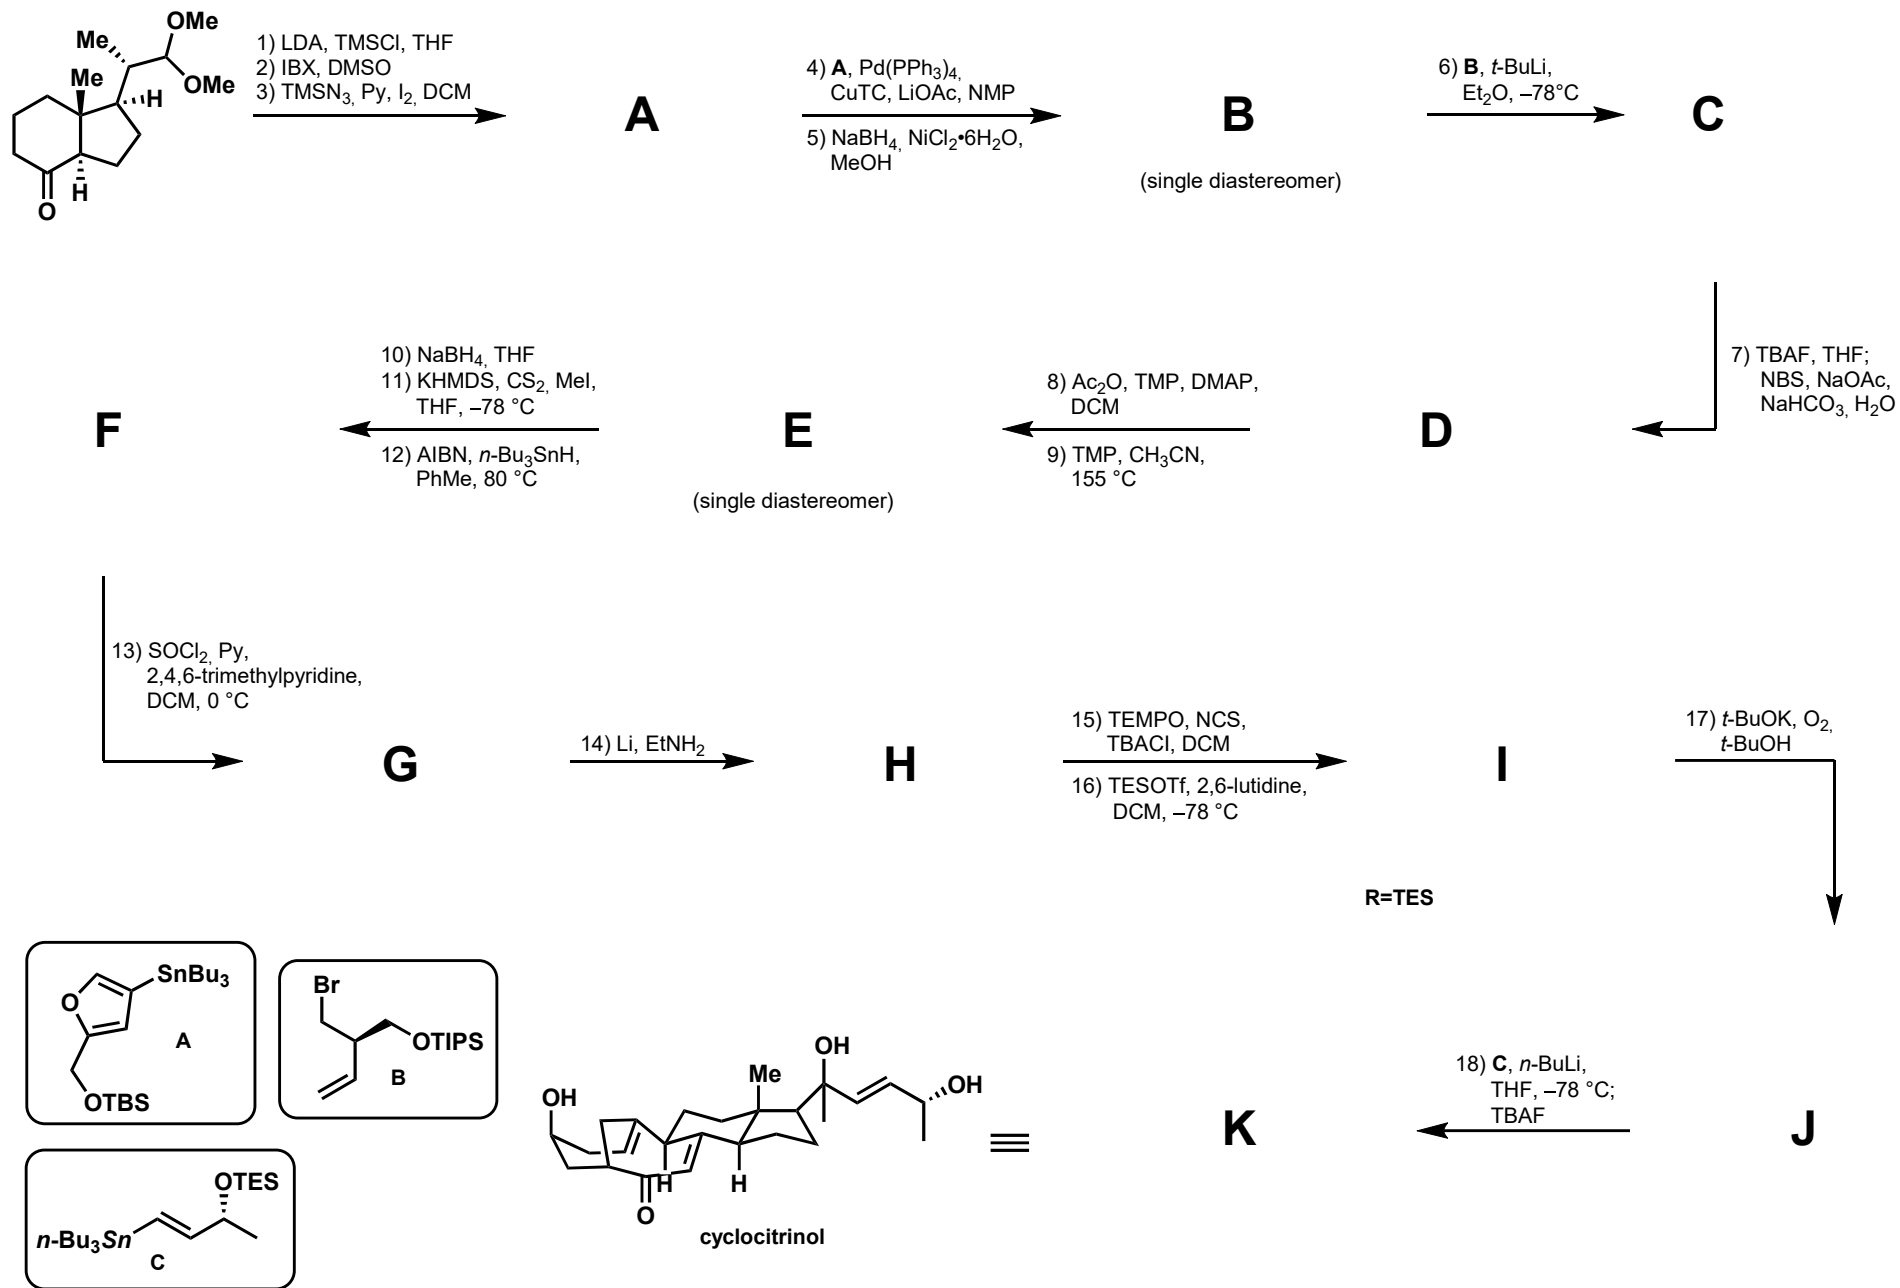 OMe
Me
OMe
Me
H
H
O
1) LDA, TMSCl, THF
2) IBX, DMSO
3) TMSN3, Py, I2, DCM
A
4) A, Pd(PPh3)4,
CuTC, LiOAc, NMP
5) NaBH4, NiCl2•6H2O,
MeOH
B
(single diastereomer)
6) B, t-BuLi,
Et2O, –78°C
C
7) TBAF, THF;
NBS, NaOAc,
NaHCO3, H2O
D
8) Ac2O, TMP, DMAP,
DCM
9) TMP, CH3CN,
155 °C
E
(single diastereomer)
10) NaBH4, THF
11) KHMDS, CS2, MeI,
THF, –78 °C
12) AIBN, n-Bu3SnH,
PhMe, 80 °C
F
13) SOCl2, Py,
2,4,6-trimethylpyridine,
DCM, 0 °C
G
14) Li, EtNH2
H
15) TEMPO, NCS,
TBACl, DCM
16) TESOTf, 2,6-lutidine,
DCM, –78 °C
I
R=TES
17) t-BuOK, O2,
t-BuOH
J
18) C, n-BuLi,
THF, –78 °C;
TBAF
K
SnBu3
O
A
OTBS
Br
OTIPS
B
OTES
n-Bu3Sn
C
OH
Me
OH
OH
H
H
O
cyclocitrinol